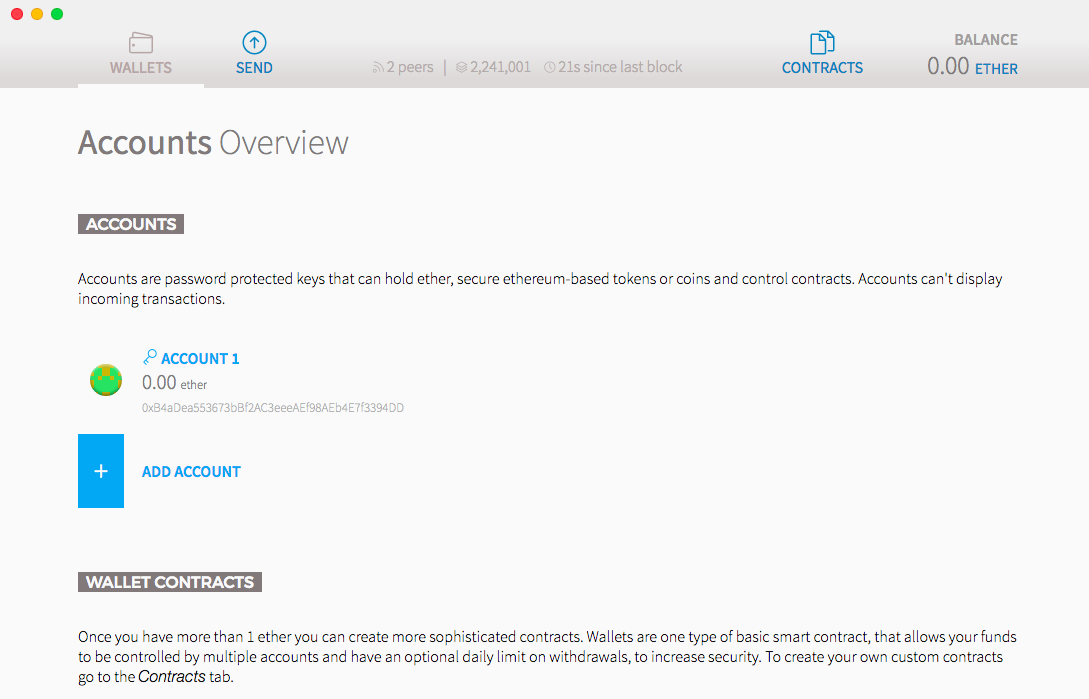 WALLETS
SEND
2 peers | 2,241,001 21s since last block
CONTRACTS
BALANCE
0.00 ETHER
Accounts Overview
ACCOUNTS
Accounts are password protected keys that can hold ether, secure ethereum-based tokens or coins and control contracts. Accounts can't display
incoming transactions.
ACCOUNT 1
0.00 ether
0xB4aDea553673bBf2AC3eeeAEf98AEb4E7f3394DD
+
ADD ACCOUNT
WALLET CONTRACTS
Once you have more than 1 ether you can create more sophisticated contracts. Wallets are one type of basic smart contract, that allows your funds
to be controlled by multiple accounts and have an optional daily limit on withdrawals, to increase security. To create your own custom contracts
go to the Contracts tab.